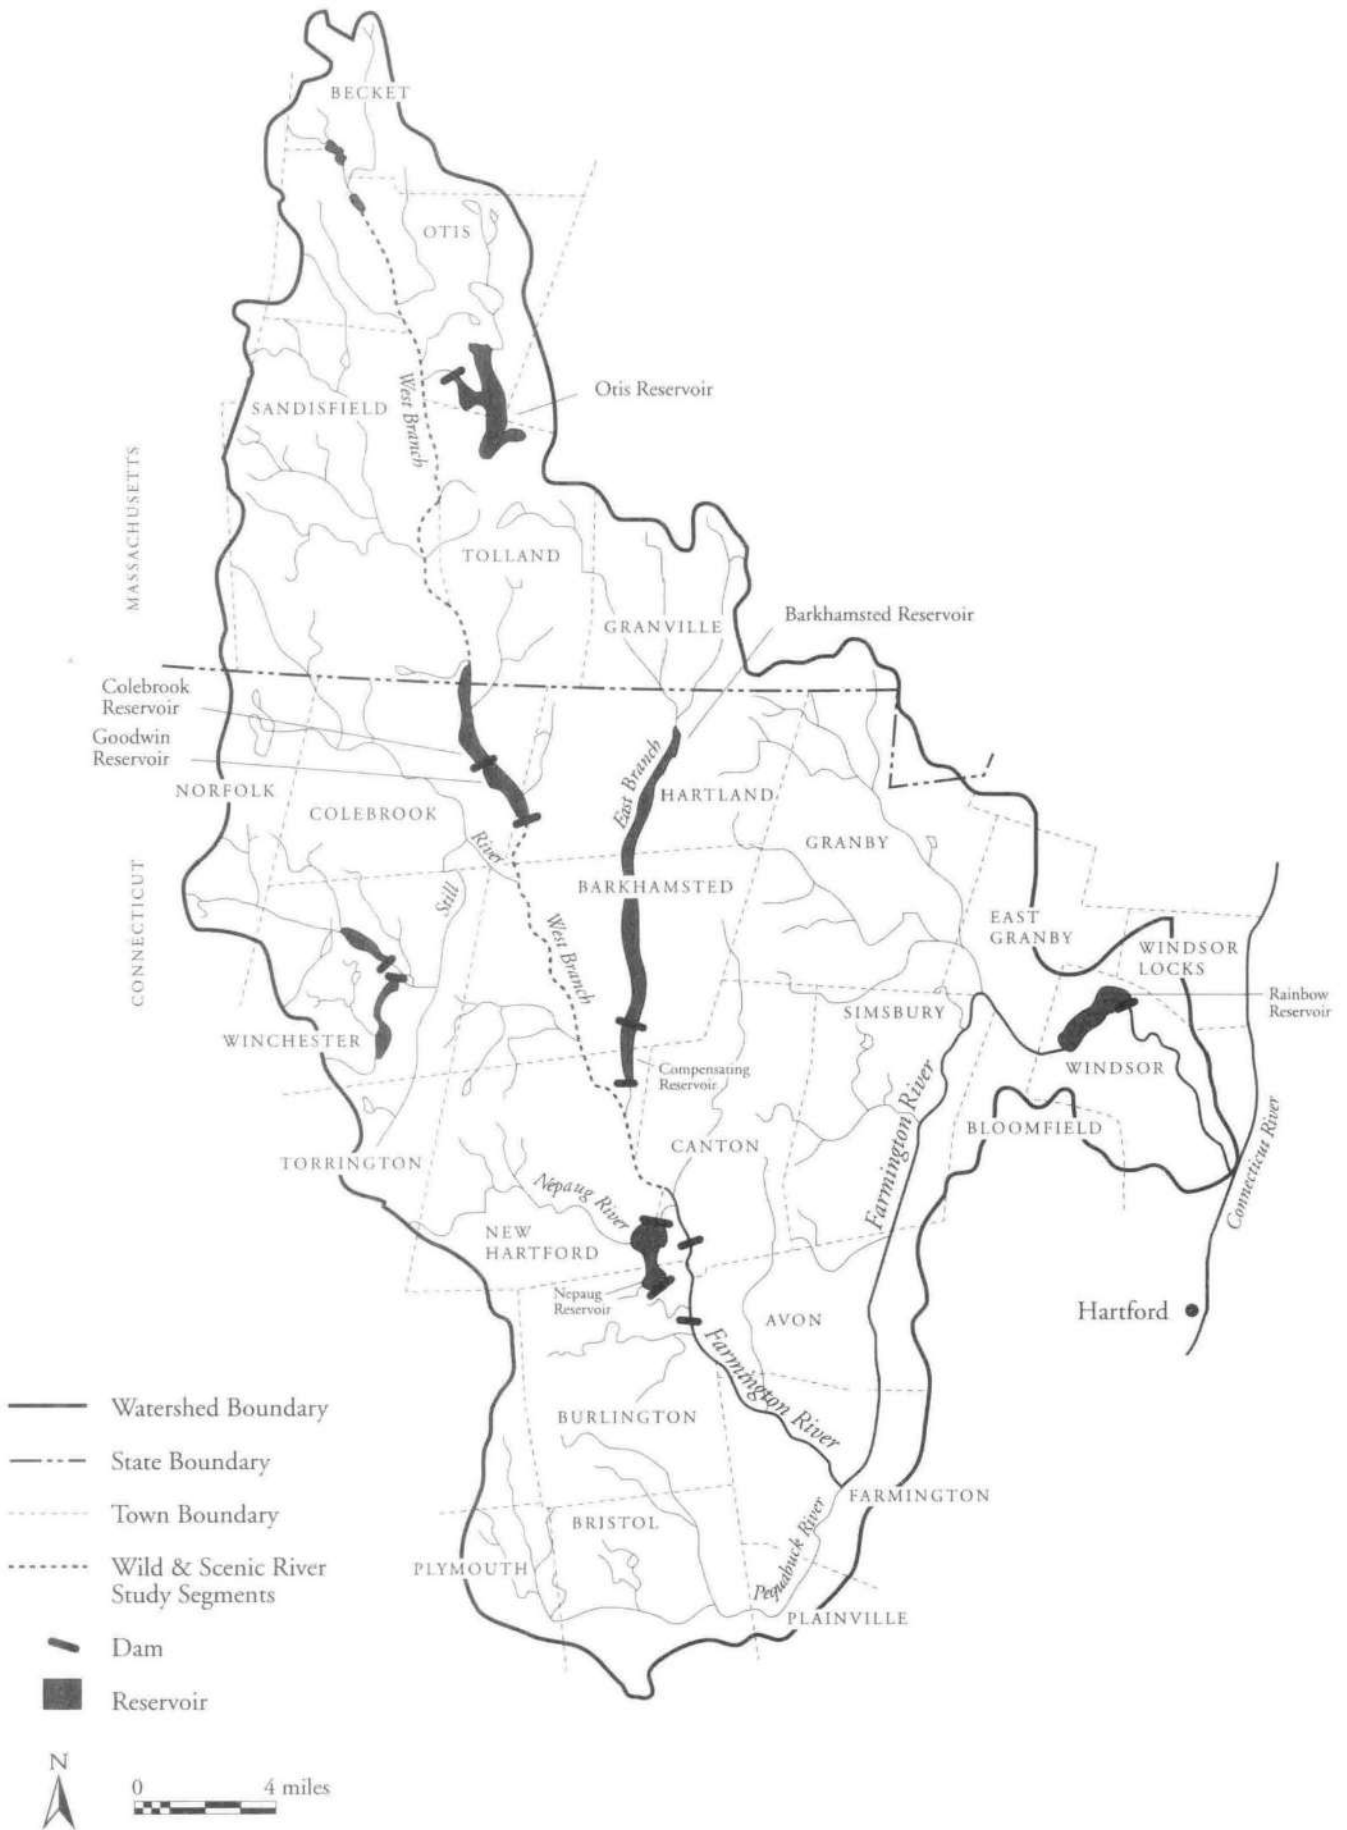 BECKET
OTIS
Otis Reservoir
West Branch
SANDISFIELD
MASSACHUSETTS
TOLLAND
GRANVILLE
Barkhamsted Reservoir
Colebrook
Reservoir
Goodwin
Reservoir
NORFOLK
COLEBROOK
East Branch
HARTLAND
GRANBY
River
Still
BARKHAMSTED
CONNECTICUT
West Branch
EAST
GRANBY
WINDSOR
LOCKS
Rainbow
Reservoir
SIMSBURY
WINCHESTER
Compensating
Reservoir
WINDSOR
Farmington River
BLOOMFIELD
Connecticut River
CANTON
TORRINGTON
Nepaug River
NEW
HARTFORD
Nepaug
Reservoir
AVON
Hartford
Farmington River
BURLINGTON
FARMINGTON
BRISTOL
Pequabuck River
PLYMOUTH
PLAINVILLE
Watershed Boundary
State Boundary
Town Boundary
Wild & Scenic River
Study Segments
Dam
Reservoir
N
0 4 miles